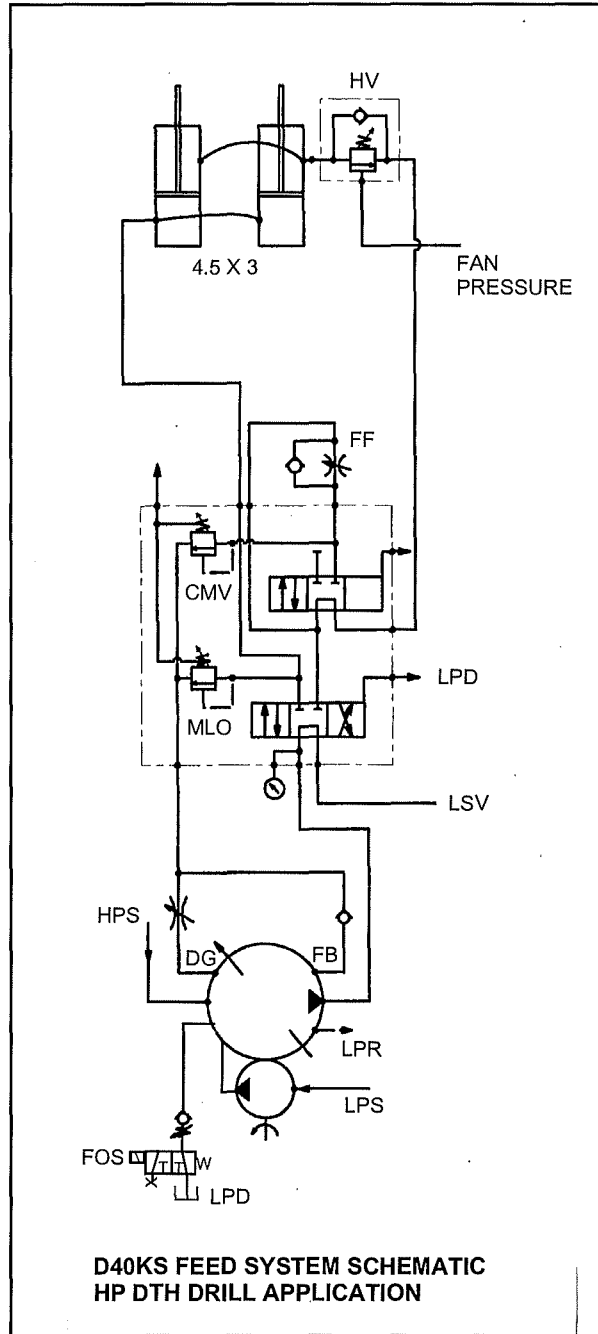 HV
4.5 X 3
FAN
PRESSURE
FF
CMV
MLO
LPD
LSV
HPS
DG
FB
LPR
LPS
FOS
T
T
W
LPD
D40KS FEED SYSTEM SCHEMATIC
HP DTH DRILL APPLICATION